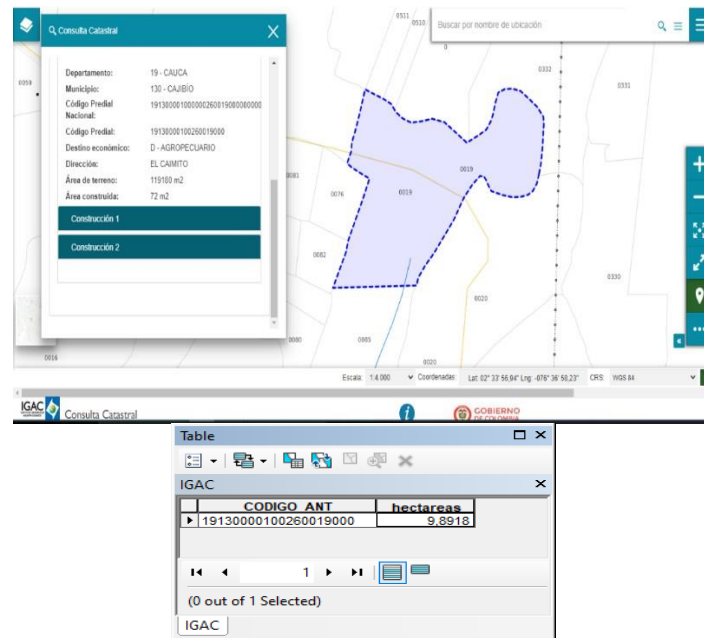 Consulta Catastral
X
Departamento: 19 - CAUCA
Municipio: 130 - CAJIBÍO
Código Predial Nacional:
Código Predial: 19130000100260019000
Destino económico: D - AGROPECUARIO
Dirección: EL CAIMITO
Área de terreno: 119100 m2
Área construida: 72 m2
Construcción 1
Construcción 2
Buscar por nombre de ubicación
0511
0510
0332
0331
0059
0081
0076
0019
0019
0082
0330
0020
0080
0085
0020
0016
Escala: 1:4.000 Coordenadas: Lat: 02° 33' 56,94" Lng: -076° 36' 58,23" CRS: WGS 84
IGAC
Consulta Catastral
GOBIERNO
DE COLOMBIA
Table
IGAC
CODIGO_ANT hectareas
19130000100260019000 9,8918
1
(0 out of 1 Selected)
IGAC